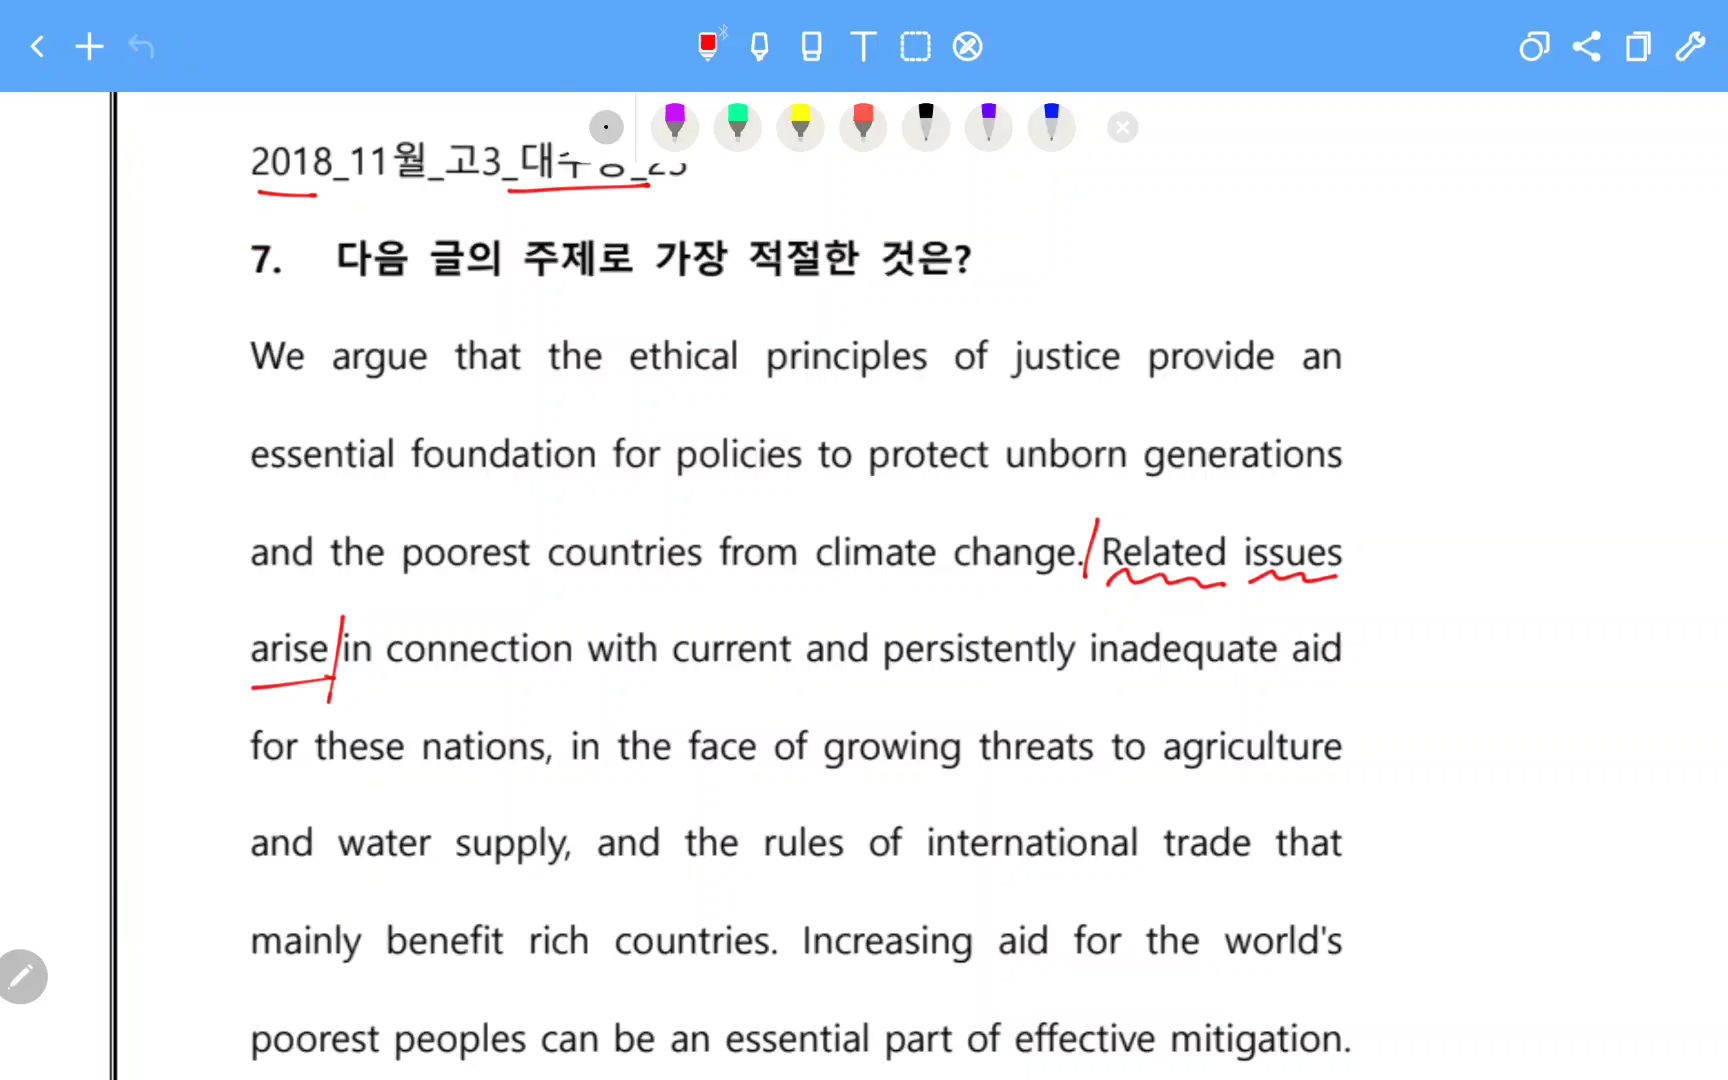 2018_11월_고3_대수능_23
7. 다음 글의 주제로 가장 적절한 것은?
We argue that the ethical principles of justice provide an
essential foundation for policies to protect unborn generations
and the poorest countries from climate change. Related issues
arise in connection with current and persistently inadequate aid
for these nations, in the face of growing threats to agriculture
and water supply, and the rules of international trade that
mainly benefit rich countries. Increasing aid for the world's
poorest peoples can be an essential part of effective mitigation.